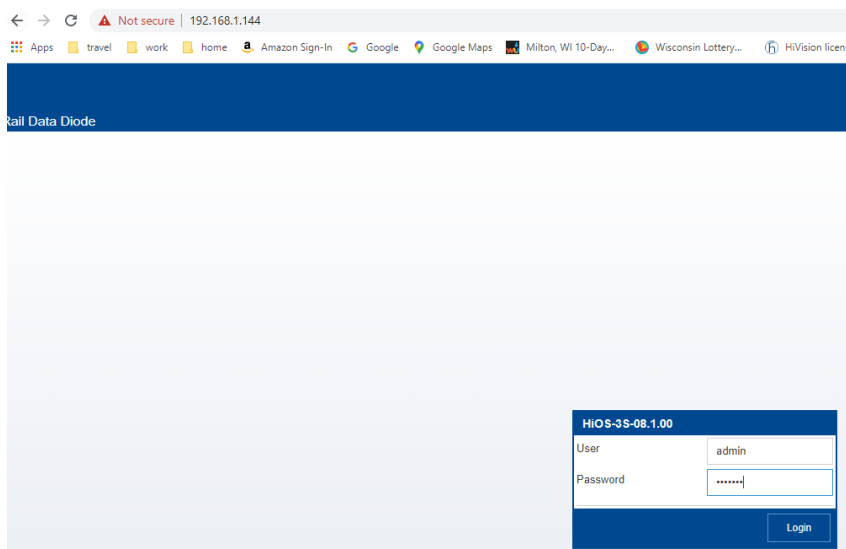 Not secure | 192.168.1.144
Apps travel work home Amazon Sign-In Google Google Maps Milton, WI 10-Day... Wisconsin Lottery... HiVision licen
Rail Data Diode
HiOS-3S-08.1.00
User admin
Password •••••••
Login